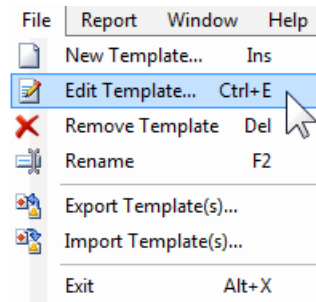 File Report Window Help
New Template... Ins
Edit Template... Ctrl+E
Remove Template Del
Rename F2
Export Template(s)...
Import Template(s)...
Exit Alt+X